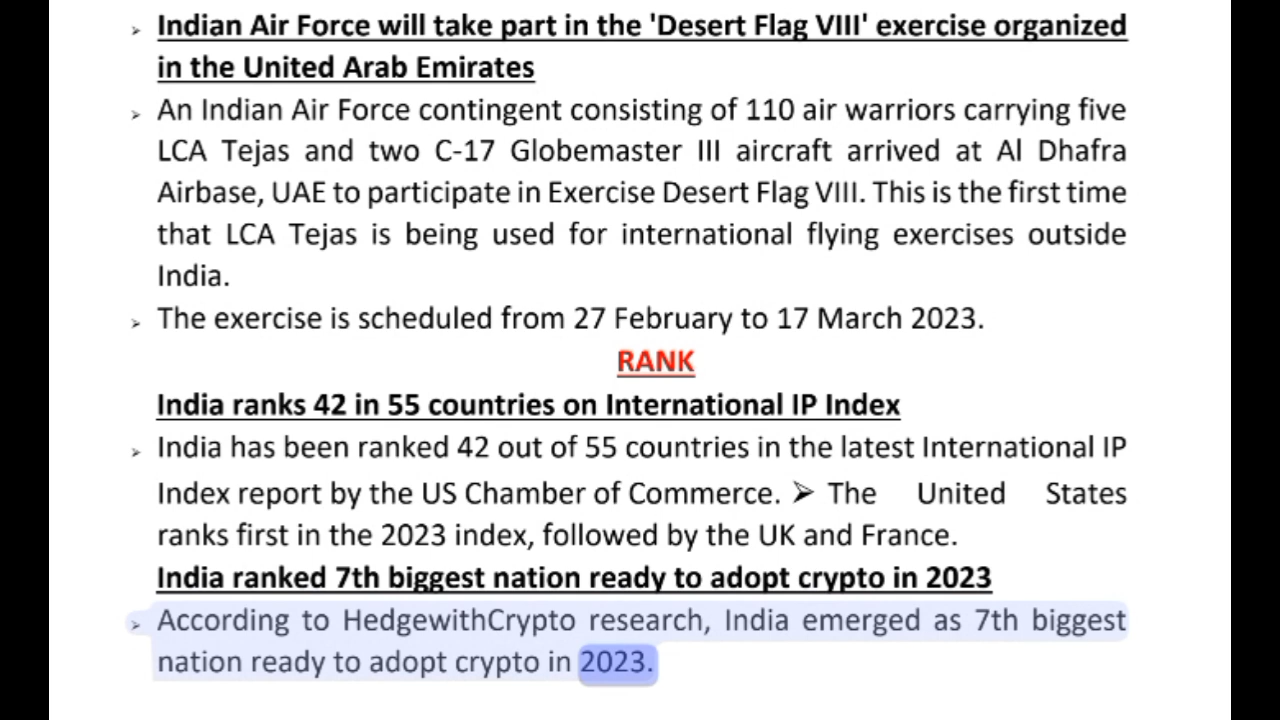 ➢ Indian Air Force will take part in the 'Desert Flag VIII' exercise organized
in the United Arab Emirates
➢ An Indian Air Force contingent consisting of 110 air warriors carrying five
LCA Tejas and two C-17 Globemaster III aircraft arrived at Al Dhafra
Airbase, UAE to participate in Exercise Desert Flag VIII. This is the first time
that LCA Tejas is being used for international flying exercises outside
India.
➢ The exercise is scheduled from 27 February to 17 March 2023.
RANK
India ranks 42 in 55 countries on International IP Index
➢ India has been ranked 42 out of 55 countries in the latest International IP
Index report by the US Chamber of Commerce. ➢ The United States
ranks first in the 2023 index, followed by the UK and France.
India ranked 7th biggest nation ready to adopt crypto in 2023
➢ According to HedgewithCrypto research, India emerged as 7th biggest
nation ready to adopt crypto in 2023.